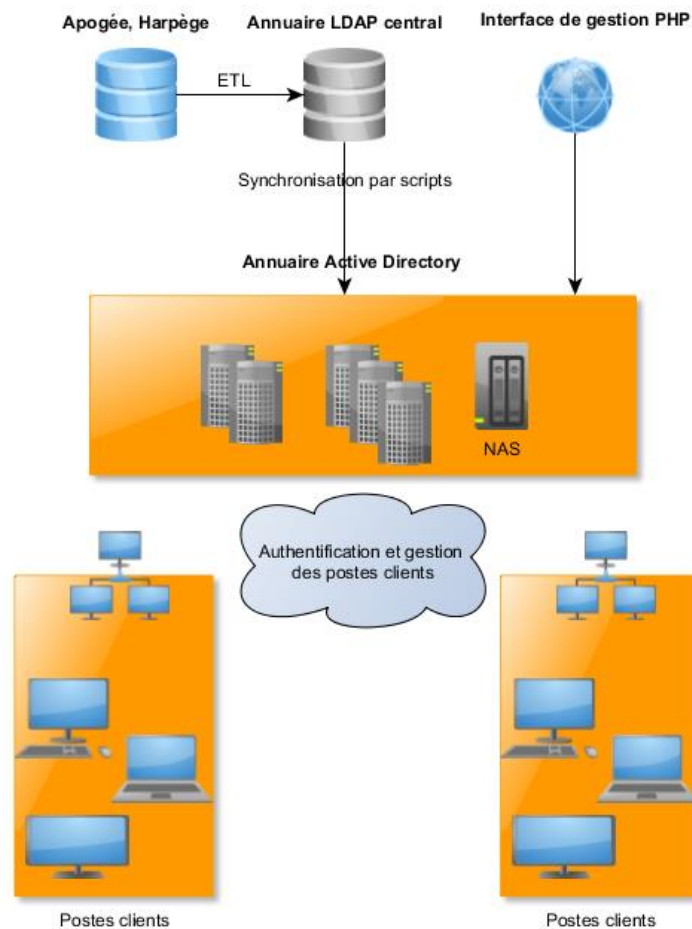 Apogée, Harpège
Annuaire LDAP central
Interface de gestion PHP
ETL
Synchronisation par scripts
Annuaire Active Directory
NAS
Authentification et gestion
des postes clients
Postes clients
Postes clients